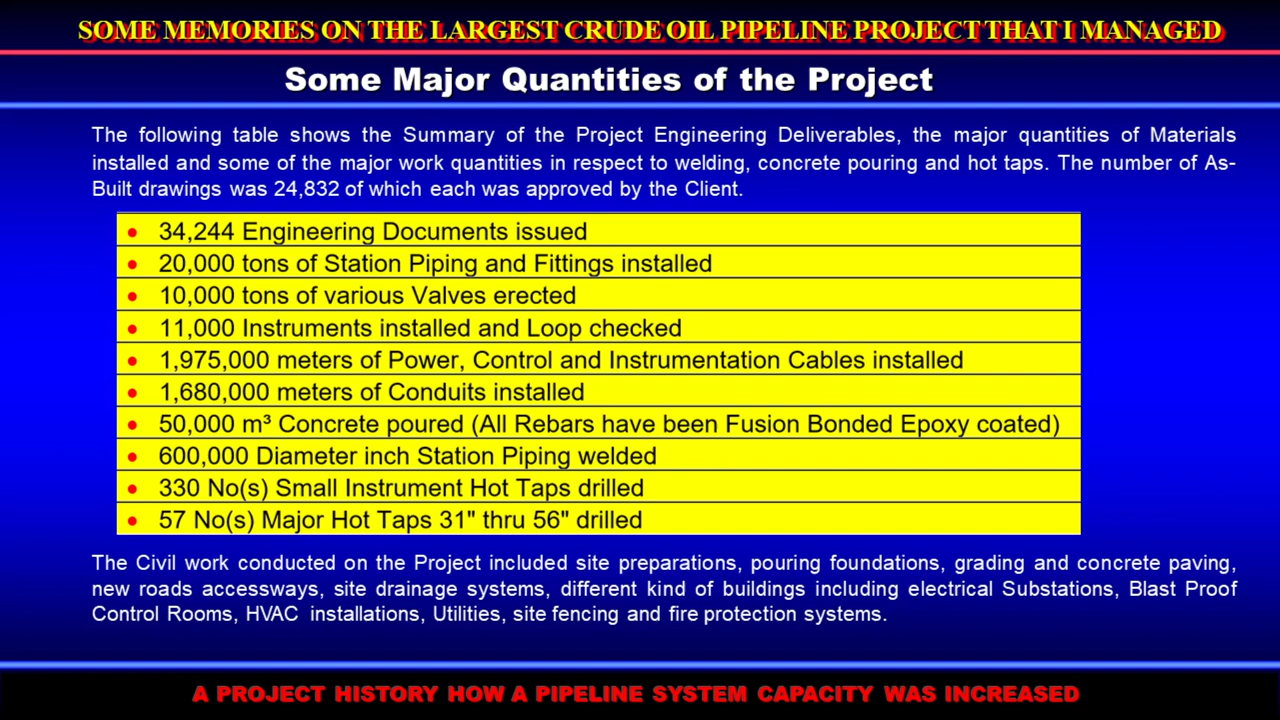 SOME MEMORIES ON THE LARGEST CRUDE OIL PIPELINE PROJECT THAT I MANAGED
Some Major Quantities of the Project
The following table shows the Summary of the Project Engineering Deliverables, the major quantities of Materials
installed and some of the major work quantities in respect to welding, concrete pouring and hot taps. The number of As-
Built drawings was 24,832 of which each was approved by the Client.
• 34,244 Engineering Documents issued
• 20,000 tons of Station Piping and Fittings installed
• 10,000 tons of various Valves erected
• 11,000 Instruments installed and Loop checked
• 1,975,000 meters of Power, Control and Instrumentation Cables installed
• 1,680,000 meters of Conduits installed
• 50,000 m³ Concrete poured (All Rebars have been Fusion Bonded Epoxy coated)
• 600,000 Diameter inch Station Piping welded
• 330 No(s) Small Instrument Hot Taps drilled
• 57 No(s) Major Hot Taps 31" thru 56" drilled
The Civil work conducted on the Project included site preparations, pouring foundations, grading and concrete paving,
new roads accessways, site drainage systems, different kind of buildings including electrical Substations, Blast Proof
Control Rooms, HVAC installations, Utilities, site fencing and fire protection systems.
A PROJECT HISTORY HOW A PIPELINE SYSTEM CAPACITY WAS INCREASED